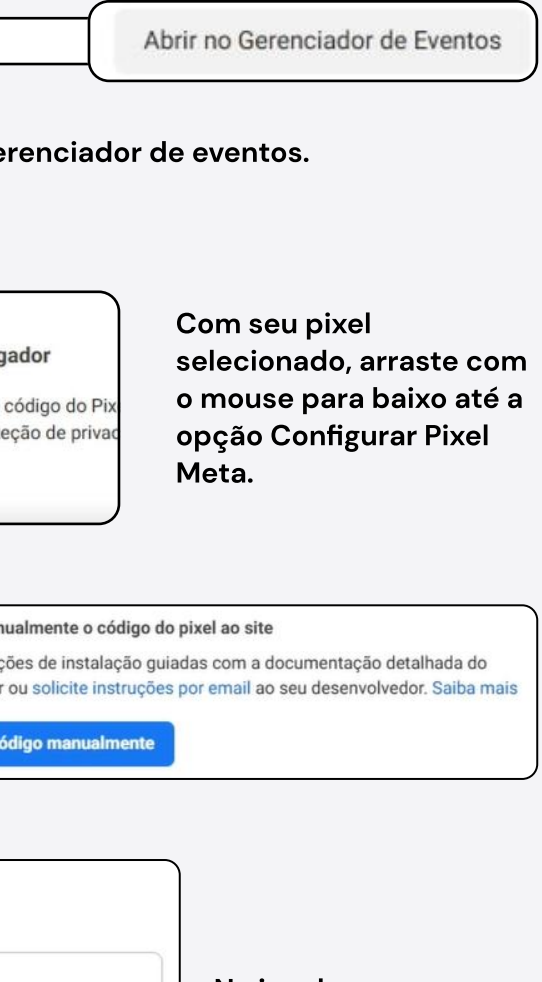 Abrir no Gerenciador de Eventos
erenciador de eventos.
Com seu pixel
selecionado, arraste com
o mouse para baixo até a
opção Configurar Pixel
Meta.
gador
código do Pix
eção de privac
nualmente o código do pixel ao site
ções de instalação guiadas com a documentação detalhada do
r ou solicite instruções por email ao seu desenvolvedor. Saiba mais
ódigo manualmente